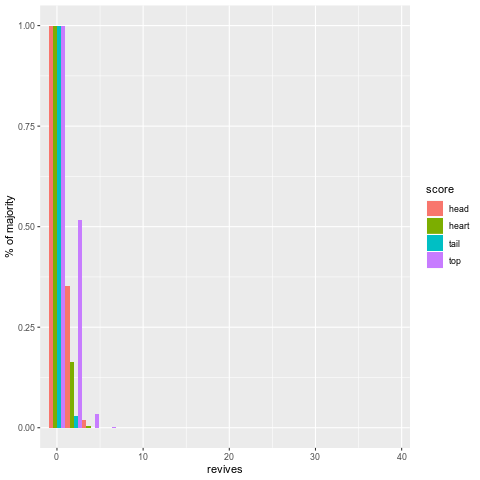 1.00
0.75
0.50
0.25
0.00
% of majority
0 10 20 30 40
revives
score
head
heart
tail
top